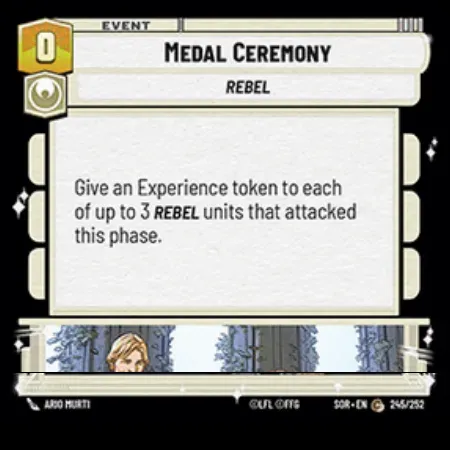 EVENT
0
MEDAL CEREMONY
REBEL
Give an Experience token to each
of up to 3 REBEL units that attacked
this phase.
ARIO MURTI
©LFL ©FFG
SOR • EN C 245/252